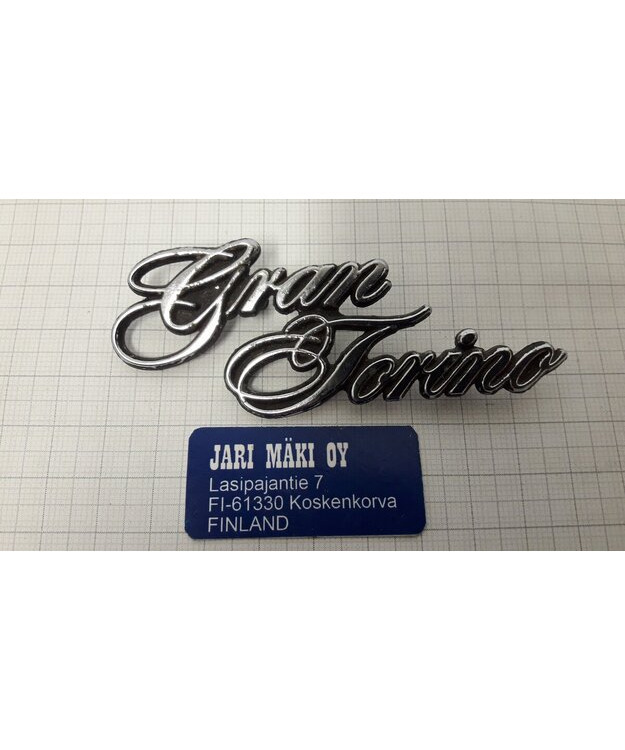 Gran
Torino
JARI MÄKI OY
Lasipajantie 7
FI-61330 Koskenkorva
FINLAND